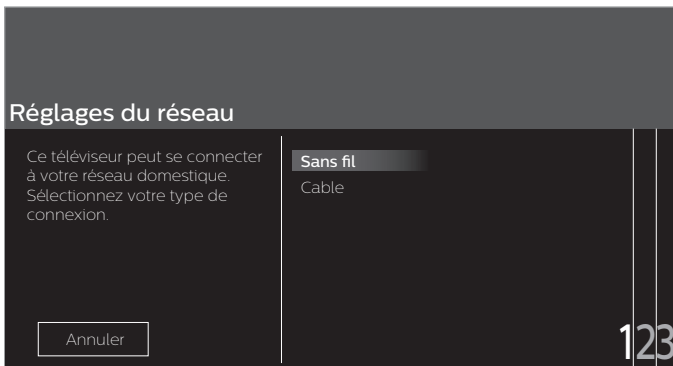 Réglages du réseau
Ce téléviseur peut se connecter
à votre réseau domestique.
Sélectionnez votre type de
connexion.
Sans fil
Cable
Annuler
123